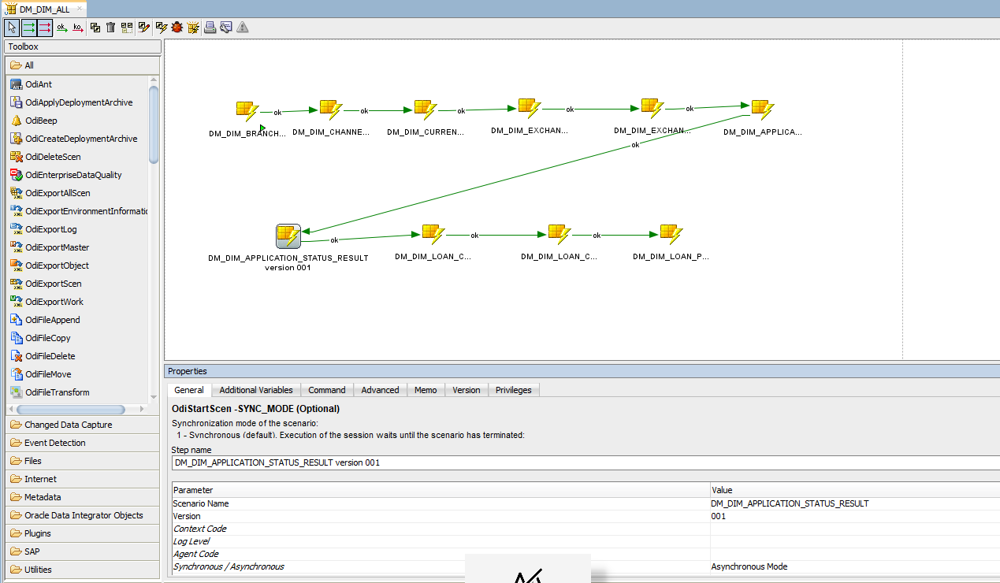 DM_DIM_ALL
ok ko
Toolbox
All
OdiAnt
OdiApplyDeploymentArchive
OdiBeep
OdiCreateDeploymentArchive
OdiDeleteScen
OdiEnterpriseDataQuality
OdiExportAllScen
OdiExportEnvironmentInformatic
OdiExportLog
OdiExportMaster
OdiExportObject
OdiExportScen
OdiExportWork
OdiFileAppend
OdiFileCopy
OdiFileDelete
OdiFileMove
OdiFileTransform
Changed Data Capture
Event Detection
Files
Internet
Metadata
Oracle Data Integrator Objects
Plugins
SAP
Utilities
ok ok ok ok ok
DM_DIM_BRANCH... DM_DIM_CHANNE... DM_DIM_CURREN... DM_DIM_EXCHAN... DM_DIM_EXCHAN... DM_DIM_APPLICA...
ok
ok ok ok
DM_DIM_APPLICATION_STATUS_RESULT DM_DIM_LOAN_C... DM_DIM_LOAN_C... DM_DIM_LOAN_P...
version 001
Properties
General Additional Variables Command Advanced Memo Version Privileges
OdiStartScen -SYNC_MODE (Optional)
Synchronization mode of the scenario:
1 - Synchronous (default). Execution of the session waits until the scenario has terminated:
Step name
DM_DIM_APPLICATION_STATUS_RESULT version 001
Parameter Value
Scenario Name DM_DIM_APPLICATION_STATUS_RESULT
Version 001
Context Code
Log Level
Agent Code
Synchronous / Asynchronous Asynchronous Mode